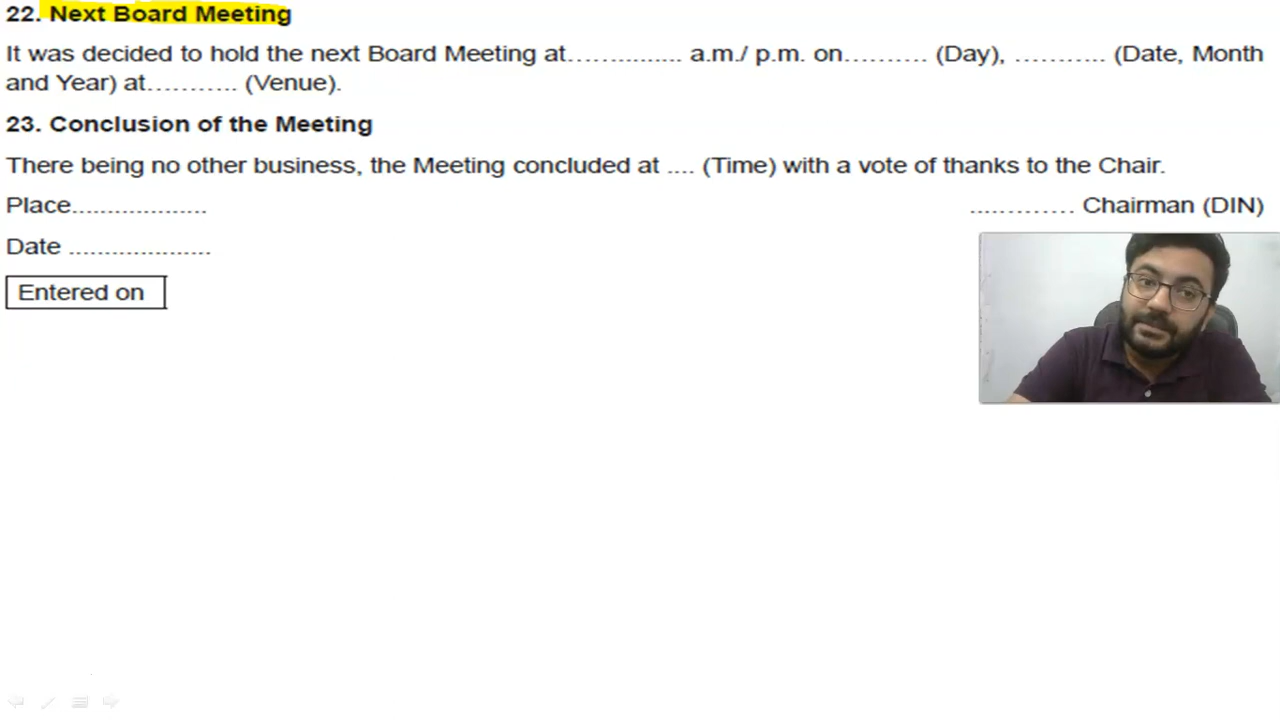 22. Next Board Meeting
It was decided to hold the next Board Meeting at................ a.m./ p.m. on.......... (Day), ........... (Date, Month
and Year) at........... (Venue).
23. Conclusion of the Meeting
There being no other business, the Meeting concluded at .... (Time) with a vote of thanks to the Chair.
Place...................
............. Chairman (DIN)
Date ....................
Entered on